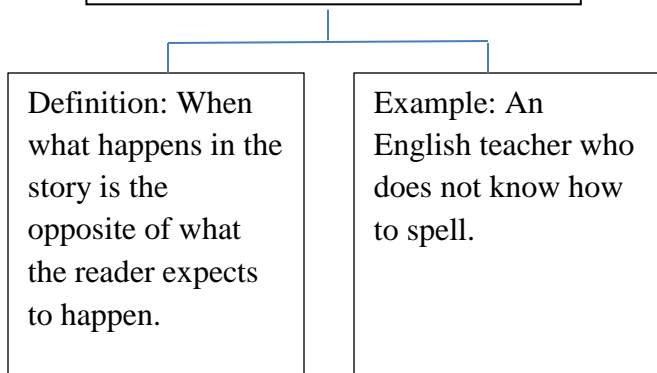 Definition: When
what happens in the
story is the
opposite of what
the reader expects
to happen.
Example: An
English teacher who
does not know how
to spell.